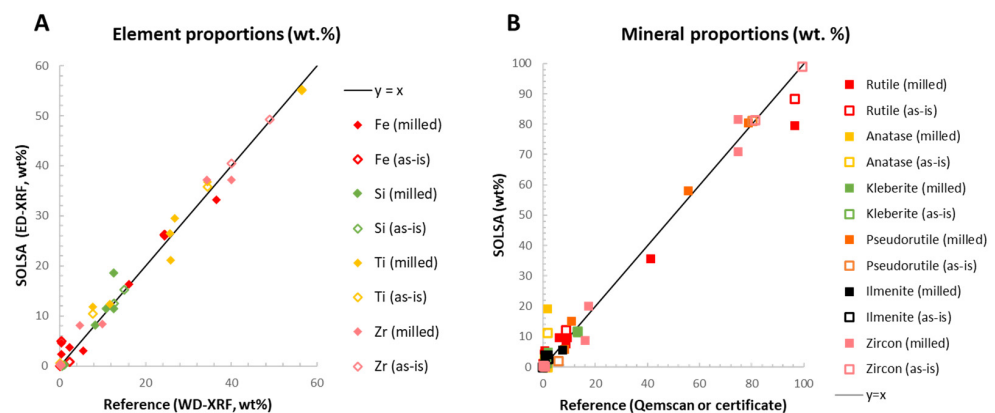 A
Element proportions (wt.%)
60
50
40
30
20
10
0
0
20
40
60
SOLSA (ED-XRF, wt%)
Reference (WD-XRF, wt%)
y = x
Fe (milled)
Fe (as-is)
Si (milled)
Si (as-is)
Ti (milled)
Ti (as-is)
Zr (milled)
Zr (as-is)
B
Mineral proportions (wt. %)
100
90
80
70
60
50
40
30
20
10
0
0
20
40
60
80
100
SOLSA (wt%)
Reference (Qemscan or certificate)
Rutile (milled)
Rutile (as-is)
Anatase (milled)
Anatase (as-is)
Kleberite (milled)
Kleberite (as-is)
Pseudorutile (milled)
Pseudorutile (as-is)
Ilmenite (milled)
Ilmenite (as-is)
Zircon (milled)
Zircon (as-is)
y=x